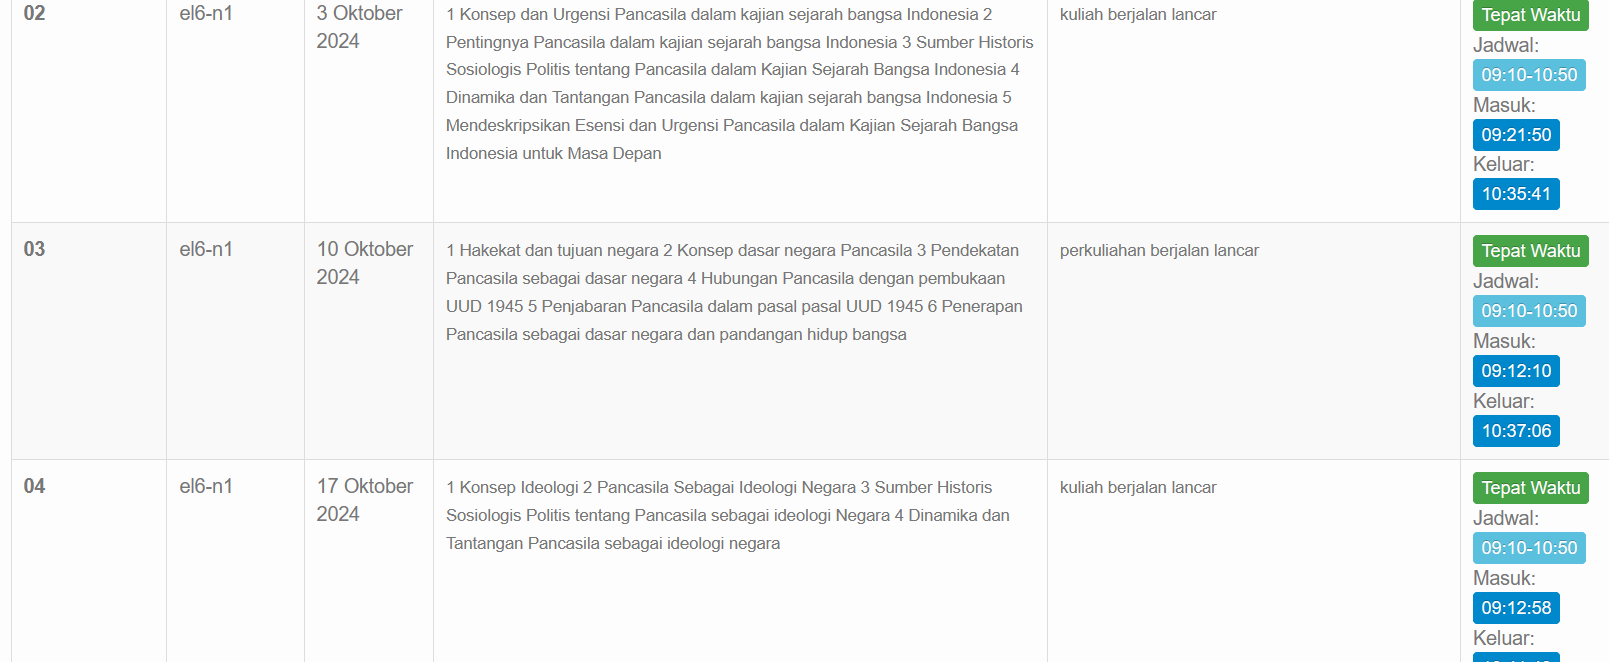 02
el6-n1
3 Oktober
2024
1 Konsep dan Urgensi Pancasila dalam kajian sejarah bangsa Indonesia 2
Pentingnya Pancasila dalam kajian sejarah bangsa Indonesia 3 Sumber Historis
Sosiologis Politis tentang Pancasila dalam Kajian Sejarah Bangsa Indonesia 4
Dinamika dan Tantangan Pancasila dalam kajian sejarah bangsa Indonesia 5
Mendeskripsikan Esensi dan Urgensi Pancasila dalam Kajian Sejarah Bangsa
Indonesia untuk Masa Depan
kuliah berjalan lancar
Tepat Waktu
Jadwal:
09:10-10:50
Masuk:
09:21:50
Keluar:
10:35:41
03
el6-n1
10 Oktober
2024
1 Hakekat dan tujuan negara 2 Konsep dasar negara Pancasila 3 Pendekatan
Pancasila sebagai dasar negara 4 Hubungan Pancasila dengan pembukaan
UUD 1945 5 Penjabaran Pancasila dalam pasal pasal UUD 1945 6 Penerapan
Pancasila sebagai dasar negara dan pandangan hidup bangsa
perkuliahan berjalan lancar
Tepat Waktu
Jadwal:
09:10-10:50
Masuk:
09:12:10
Keluar:
10:37:06
04
el6-n1
17 Oktober
2024
1 Konsep Ideologi 2 Pancasila Sebagai Ideologi Negara 3 Sumber Historis
Sosiologis Politis tentang Pancasila sebagai ideologi Negara 4 Dinamika dan
Tantangan Pancasila sebagai ideologi negara
kuliah berjalan lancar
Tepat Waktu
Jadwal:
09:10-10:50
Masuk:
09:12:58
Keluar: